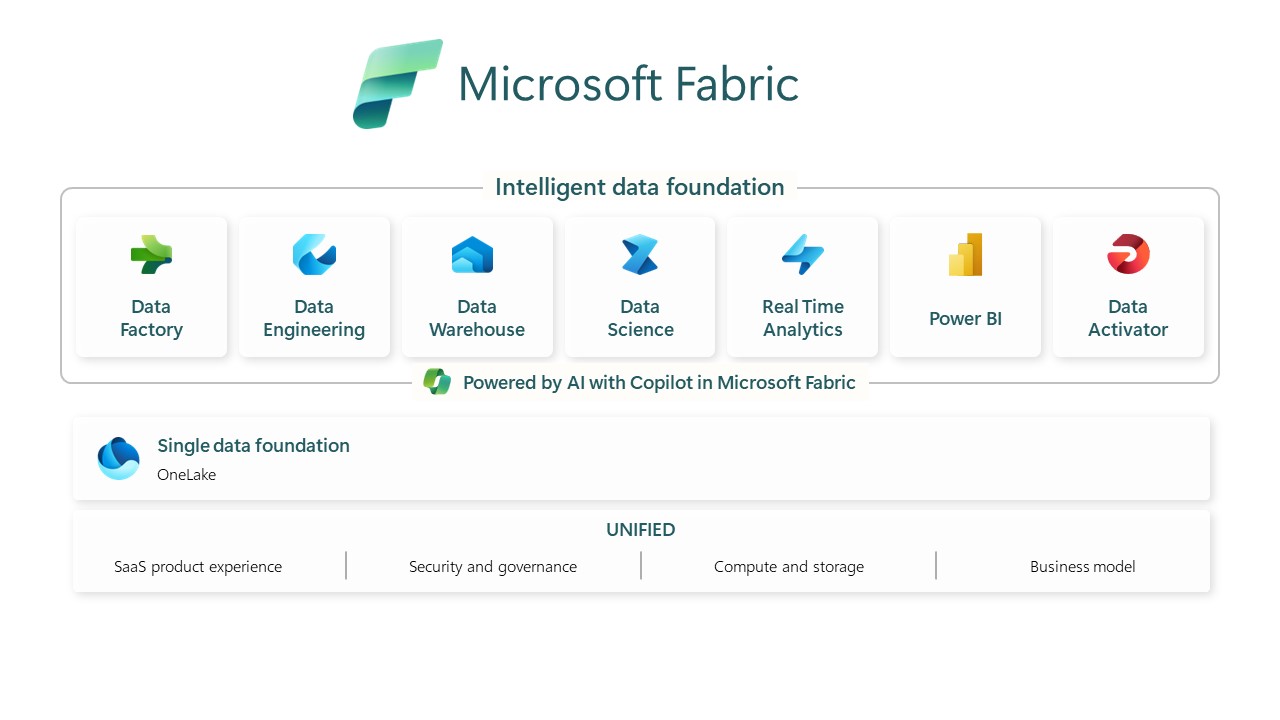 Microsoft Fabric
Intelligent data foundation
Data
Factory
Data
Engineering
Data
Warehouse
Data
Science
Real Time
Analytics
Power BI
Data
Activator
Powered by AI with Copilot in Microsoft Fabric
Single data foundation
OneLake
UNIFIED
SaaS product experience
Security and governance
Compute and storage
Business model